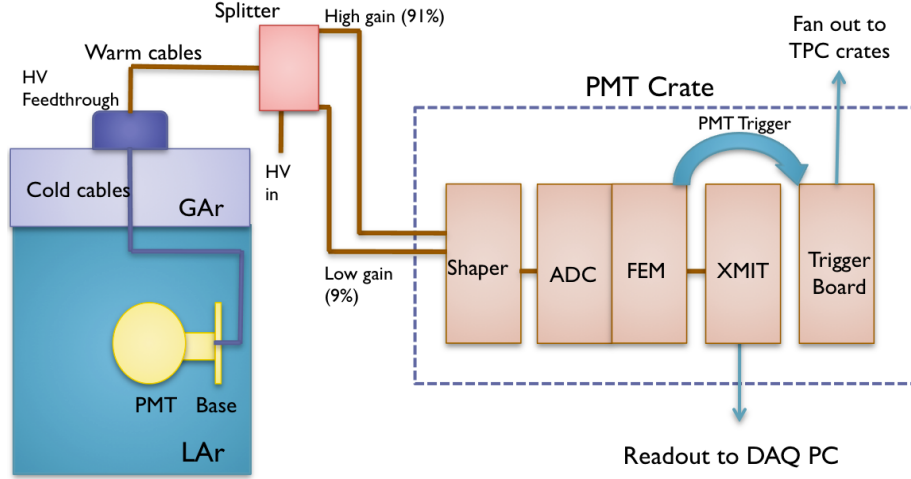 Splitter
High gain (91%)
Fan out to
TPC crates
Warm cables
HV
Feedthrough
PMT Crate
PMT Trigger
HV
in
Cold cables
GAr
Low gain
(9%)
Shaper
ADC
FEM
XMIT
Trigger
Board
PMT
Base
LAr
Readout to DAQ PC